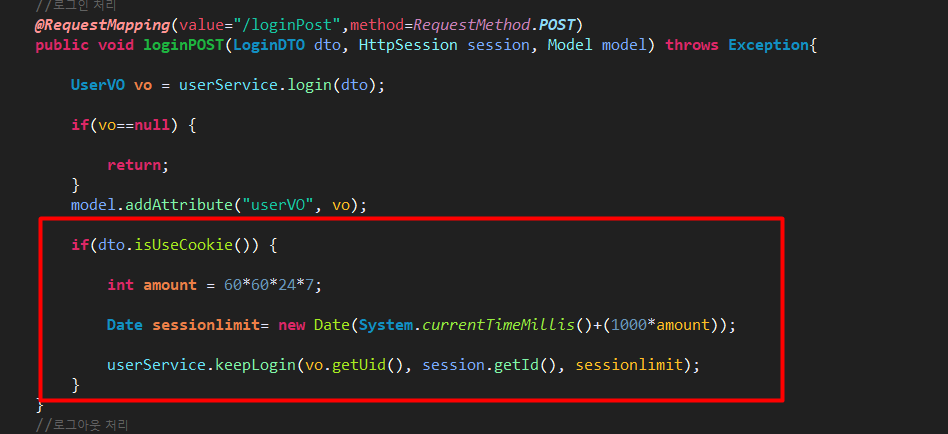 //로그인 처리
@RequestMapping(value="/loginPost",method=RequestMethod.POST)
public void loginPOST(LoginDTO dto, HttpSession session, Model model) throws Exception{
UserVO vo = userService.login(dto);
if(vo==null) {
return;
}
model.addAttribute("userVO", vo);
if(dto.isUseCookie()) {
int amount = 60*60*24*7;
Date sessionlimit= new Date(System.currentTimeMillis()+(1000*amount));
userService.keepLogin(vo.getUid(), session.getId(), sessionlimit);
}
}
//로그아웃 처리